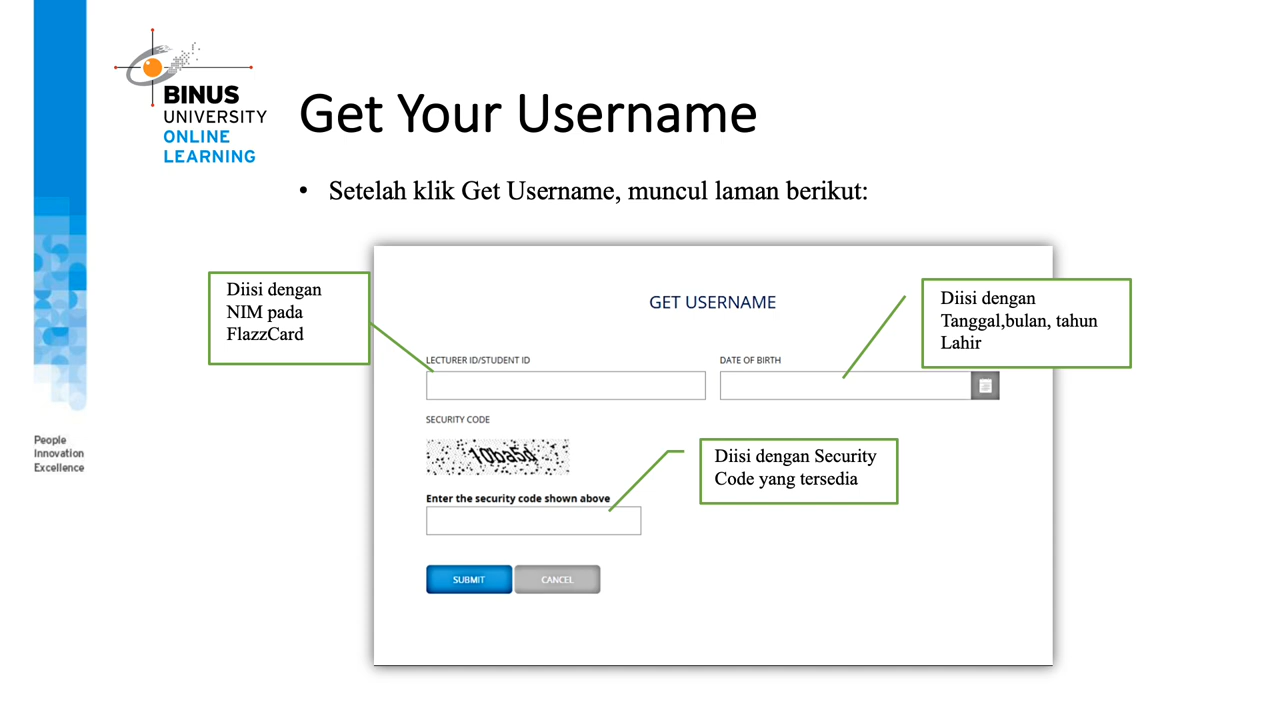 BINUS
UNIVERSITY
ONLINE
LEARNING
Get Your Username
• Setelah klik Get Username, muncul laman berikut:
Diisi dengan
NIM pada
FlazzCard
GET USERNAME
Diisi dengan
Tanggal,bulan, tahun
Lahir
LECTURER ID/STUDENT ID
DATE OF BIRTH
SECURITY CODE
10ba5d
Enter the security code shown above
Diisi dengan Security
Code yang tersedia
SUBMIT
CANCEL
People
Innovation
Excellence